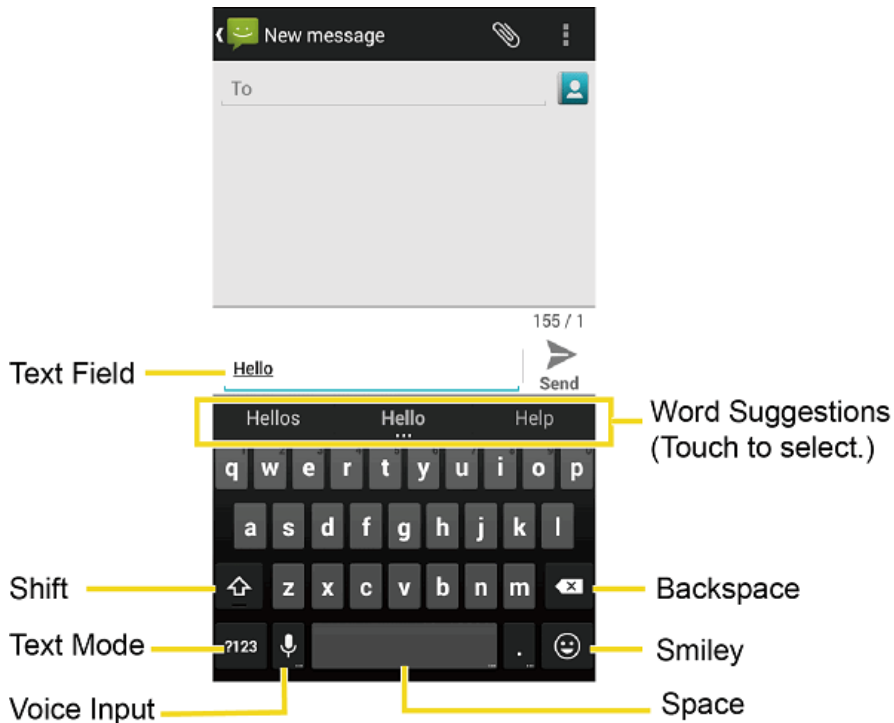 New message
To
155 / 1
Text Field
Hello
Send
Hellos Hello Help
Word Suggestions
(Touch to select.)
q w e r t y u i o p
a s d f g h j k l
Shift
z x c v b n m
Backspace
Text Mode
?123
.
Smiley
Voice Input
Space